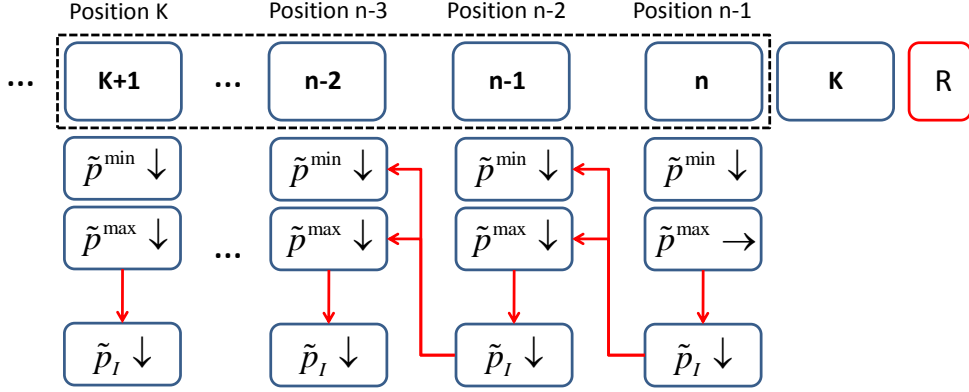 Position K Position n-3 Position n-2 Position n-1
... K+1 ... n-2 n-1 n K R
p̃^min ↓ p̃^min ↓ p̃^min ↓ p̃^min ↓
p̃^max ↓ ... p̃^max ↓ p̃^max ↓ p̃^max →
p̃_I ↓ p̃_I ↓ p̃_I ↓ p̃_I ↓